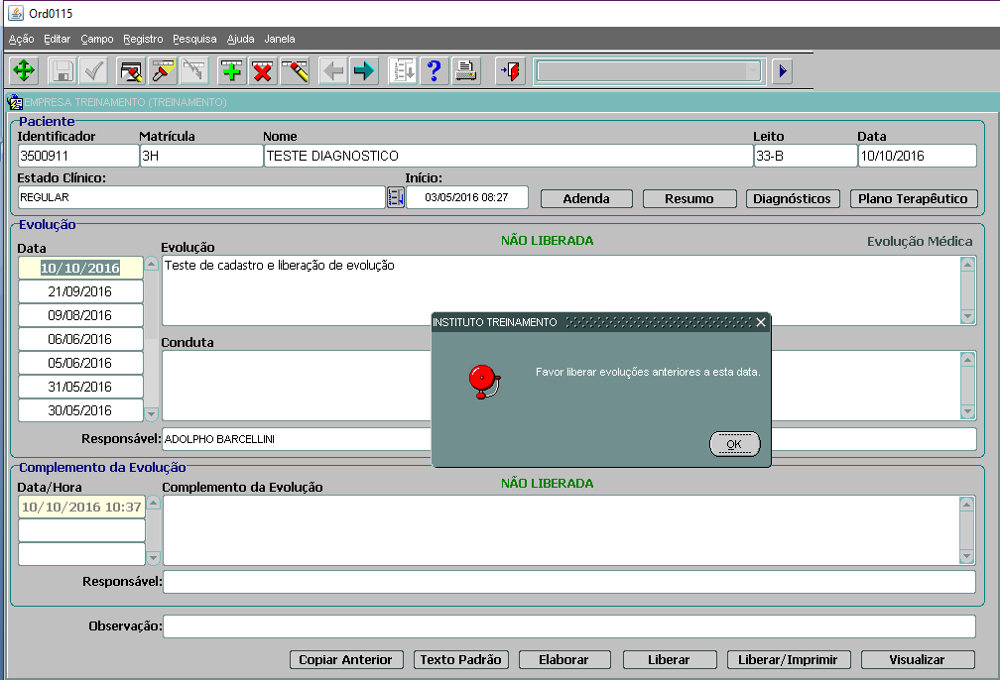 Ord0115
Ação Editar Campo Registro Pesquisa Ajuda Janela
EMPRESA TREINAMENTO (TREINAMENTO)
Paciente
Identificador Matrícula Nome Leito Data
3500911 3H TESTE DIAGNOSTICO 33-B 10/10/2016
Estado Clínico: Início:
REGULAR 03/05/2016 08:27 Adenda Resumo Diagnósticos Plano Terapêutico
Evolução
Data Evolução NÃO LIBERADA Evolução Médica
10/10/2016 Teste de cadastro e liberação de evolução
21/09/2016
09/08/2016
INSTITUTO TREINAMENTO
06/06/2016 Conduta
05/06/2016
Favor liberar evoluções anteriores a esta data.
31/05/2016
30/05/2016
Responsável: ADOLPHO BARCELLINI
OK
Complemento da Evolução
Data/Hora Complemento da Evolução NÃO LIBERADA
10/10/2016 10:37
Responsável:
Observação:
Copiar Anterior Texto Padrão Elaborar Liberar Liberar/Imprimir Visualizar